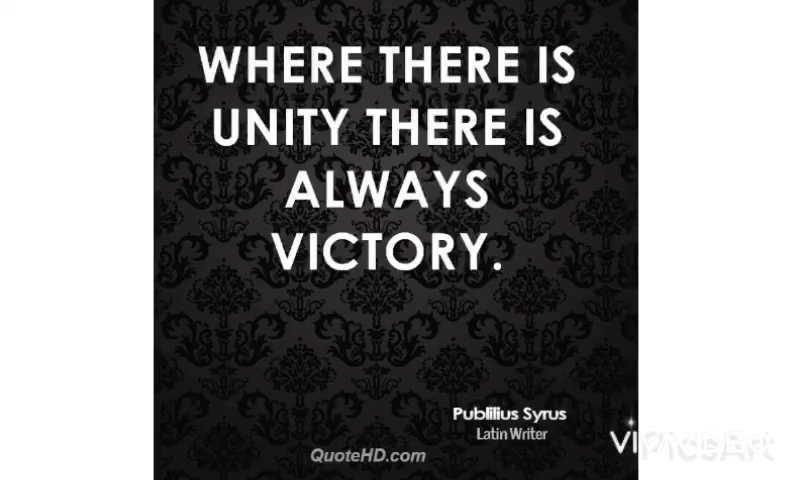 WHERE THERE IS
UNITY THERE IS
ALWAYS
VICTORY.
Publilius Syrus
Latin Writer
QuoteHD.com